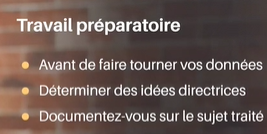 Travail préparatoire
Avant de faire tourner vos données
Déterminer des idées directrices
Documentez-vous sur le sujet traité